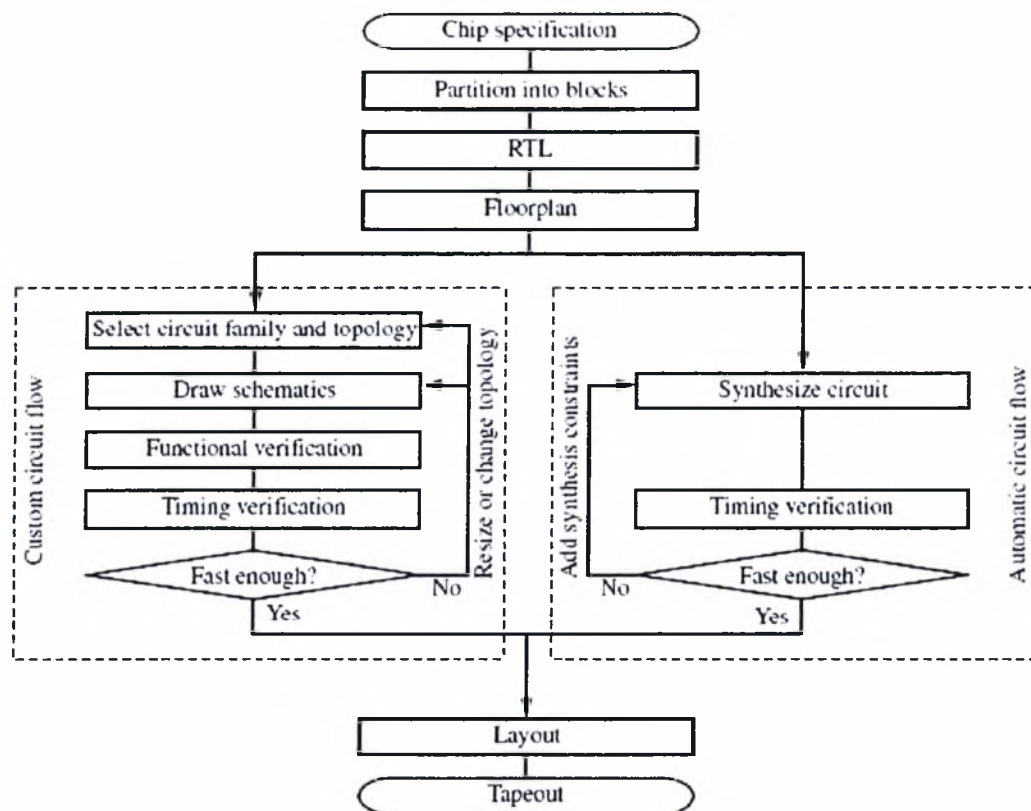 Chip specification
Partition into blocks
RTL
Floorplan
Custom circuit flow
Select circuit family and topology
Draw schematics
Functional verification
Timing verification
Fast enough?
No
Yes
Resize or change topology
Add synthesis constraints
Synthesize circuit
Timing verification
Fast enough?
No
Yes
Automatic circuit flow
Layout
Tapeout